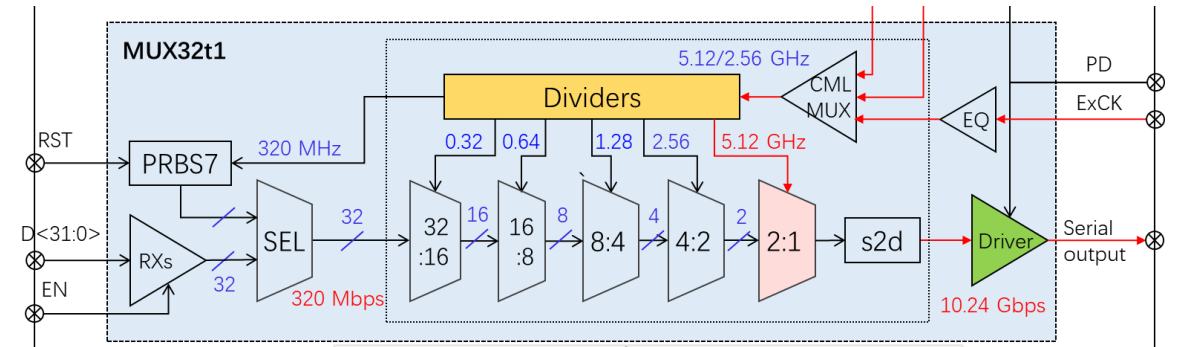 MUX32t1
5.12/2.56 GHz
PD
Dividers
CML
MUX
EQ
ExCK
RST
PRBS7
320 MHz
0.32
0.64
1.28
2.56
5.12 GHz
D<31:0>
RXs
32
EN
SEL
32
320 Mbps
32
:16
16
16
:8
8
8:4
4
4:2
2
2:1
s2d
Driver
Serial
output
10.24 Gbps